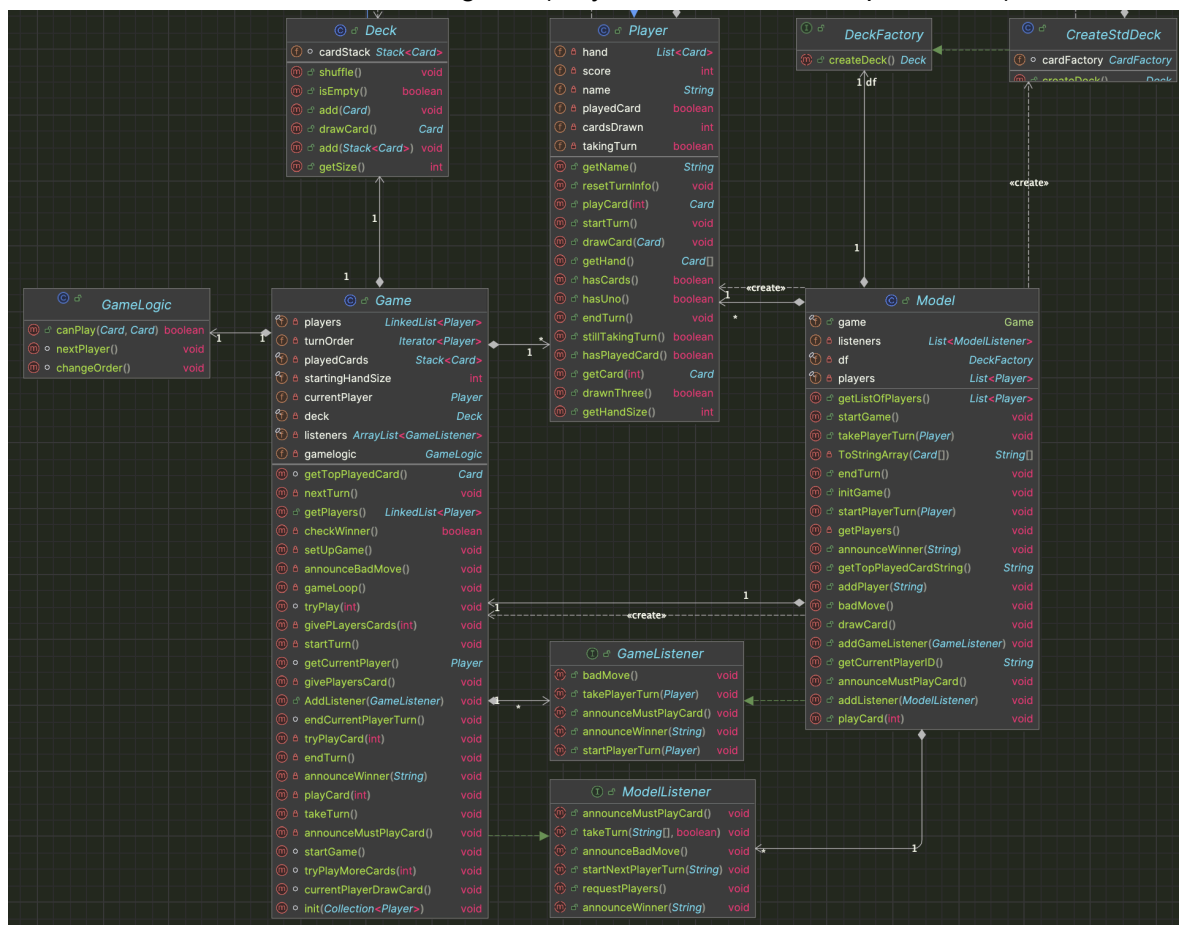 Deck
cardStack Stack<Card>
shuffle() void
isEmpty() boolean
add(Card) void
drawCard() Card
add(Stack<Card>) void
getSize() int
Player
hand List<Card>
score int
name String
playedCard boolean
cardsDrawn int
takingTurn boolean
getName() String
resetTurnInfo() void
playCard(int) Card
startTurn() void
drawCard(Card) void
getHand() Card[]
hasCards() boolean
hasUno() boolean
endTurn() void
stillTakingTurn() boolean
hasPlayedCard() boolean
getCard(int) Card
drawnThree() boolean
getHandSize() int
DeckFactory
createDeck() Deck
CreateStdDeck
cardFactory CardFactory
createDeck() Deck
1 df
«create»
1
1
1
GameLogic
canPlay(Card, Card) boolean
nextPlayer() void
changeOrder() void
1
1
Game
players LinkedList<Player>
turnOrder Iterator<Player>
playedCards Stack<Card>
startingHandSize int
currentPlayer Player
deck Deck
listeners ArrayList<GameListener>
gamelogic GameLogic
getTopPlayedCard() Card
nextTurn() void
getPlayers() LinkedList<Player>
checkWinner() boolean
setUpGame() void
announceBadMove() void
gameLoop() void
tryPlay(int) void
givePLayersCards(int) void
startTurn() void
getCurrentPlayer() Player
givePlayersCard() void
AddListener(GameListener) void
endCurrentPlayerTurn() void
tryPlayCard(int) void
endTurn() void
announceWinner(String) void
playCard(int) void
takeTurn() void
announceMustPlayCard() void
startGame() void
tryPlayMoreCards(int) void
currentPlayerDrawCard() void
init(Collection<Player>) void
1
*
«create»
1
*
Model
game Game
listeners List<ModelListener>
df DeckFactory
players List<Player>
getListOfPlayers() List<Player>
startGame() void
takePlayerTurn(Player) void
ToStringArray(Card[]) String[]
endTurn() void
initGame() void
startPlayerTurn(Player) void
getPlayers() void
announceWinner(String) void
getTopPlayedCardString() String
addPlayer(String) void
badMove() void
drawCard() void
addGameListener(GameListener) void
getCurrentPlayerID() String
announceMustPlayCard() void
addListener(ModelListener) void
playCard(int) void
1
1
«create»
GameListener
badMove() void
takePlayerTurn(Player) void
announceMustPlayCard() void
announceWinner(String) void
startPlayerTurn(Player) void
1
*
ModelListener
announceMustPlayCard() void
takeTurn(String[], boolean) void
announceBadMove() void
startNextPlayerTurn(String) void
requestPlayers() void
announceWinner(String) void
*
1